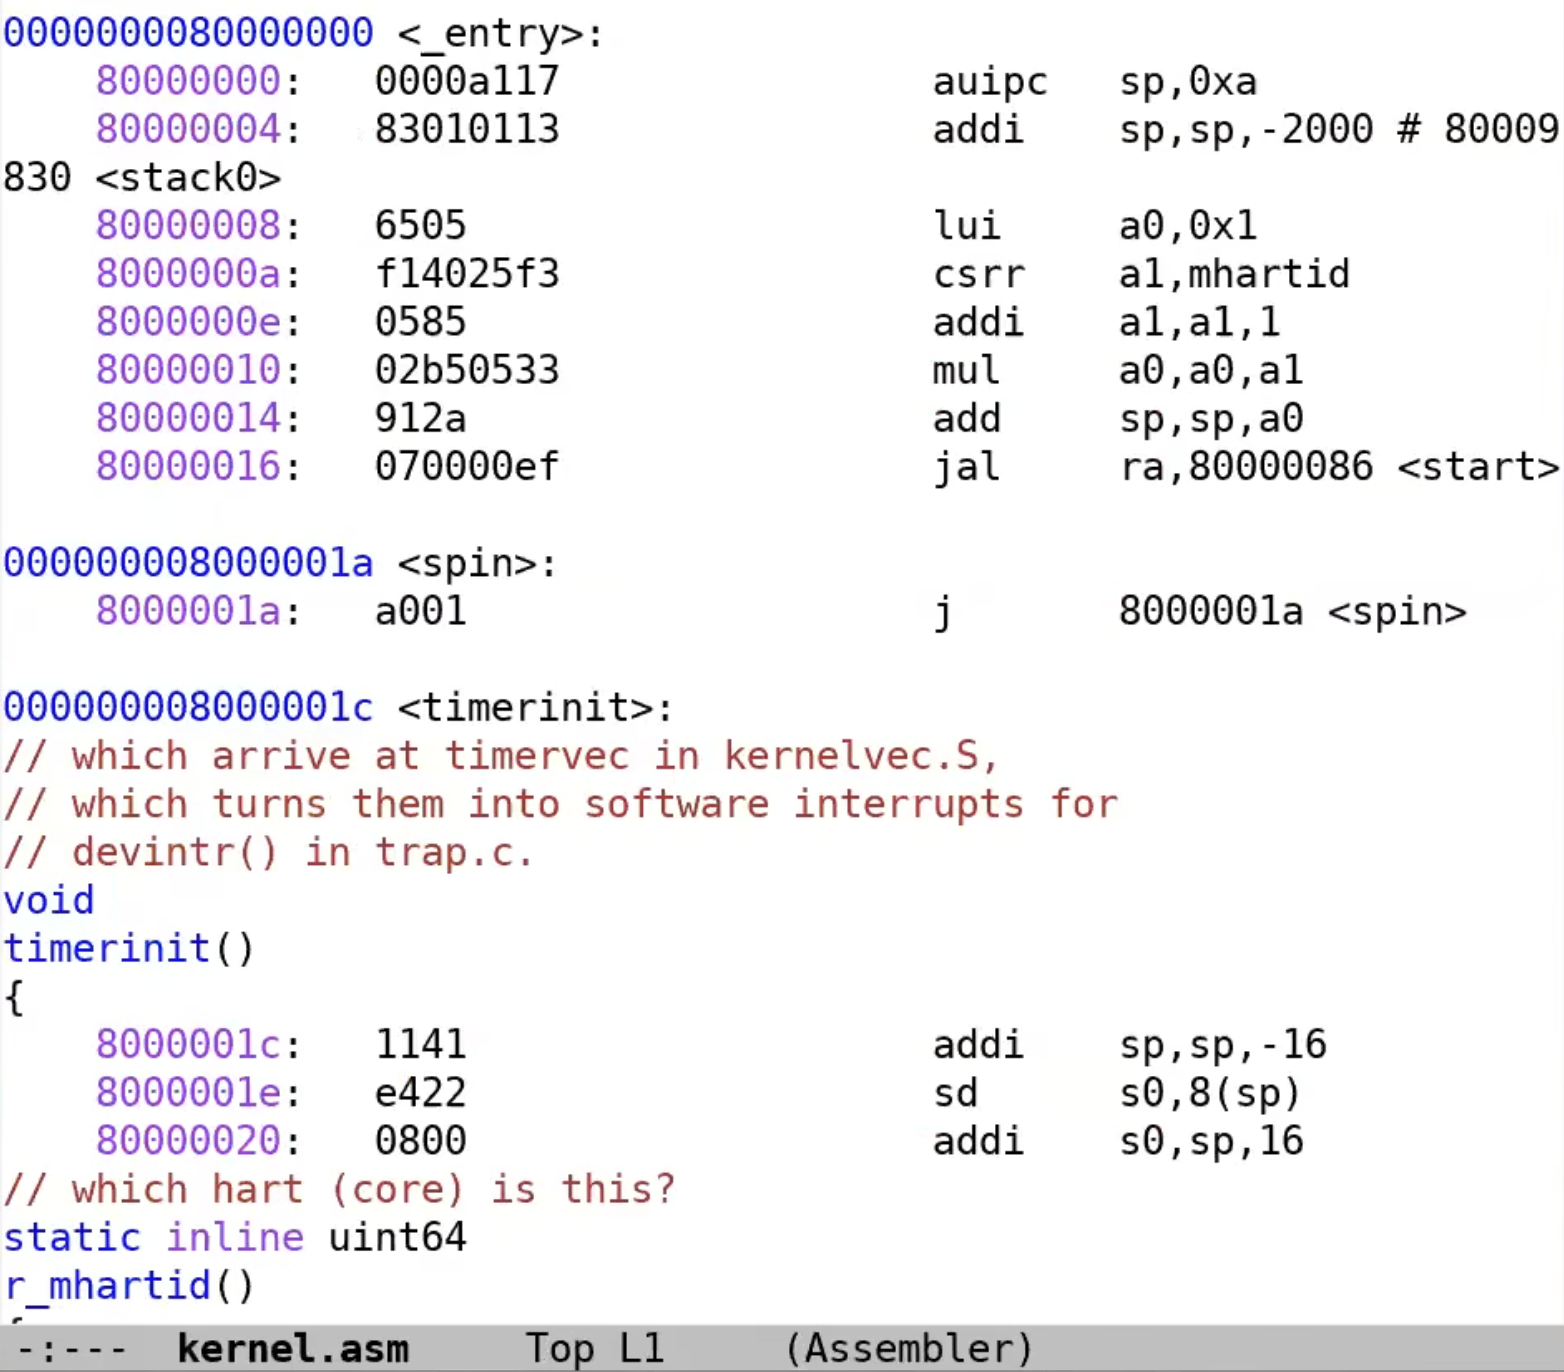 0000000080000000 <_entry>:
    80000000:	0000a117          	auipc	sp,0xa
    80000004:	83010113          	addi	sp,sp,-2000 # 80009
830 <stack0>
    80000008:	6505                	lui	a0,0x1
    8000000a:	f14025f3          	csrr	a1,mhartid
    8000000e:	0585                	addi	a1,a1,1
    80000010:	02b50533          	mul	a0,a0,a1
    80000014:	912a                	add	sp,sp,a0
    80000016:	070000ef          	jal	ra,80000086 <start>
000000008000001a <spin>:
    8000001a:	a001                	j	8000001a <spin>
000000008000001c <timerinit>:
// which arrive at timervec in kernelvec.S,
// which turns them into software interrupts for
// devintr() in trap.c.
void
timerinit()
{
    8000001c:	1141                	addi	sp,sp,-16
    8000001e:	e422                	sd	s0,8(sp)
    80000020:	0800                	addi	s0,sp,16
// which hart (core) is this?
static inline uint64
r_mhartid()
{
-:---  kernel.asm     Top L1     (Assembler)